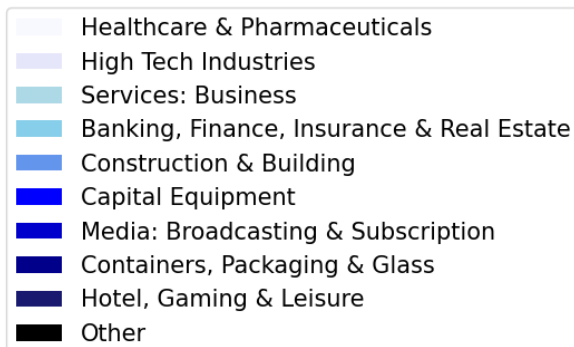 Healthcare & Pharmaceuticals
High Tech Industries
Services: Business
Banking, Finance, Insurance & Real Estate
Construction & Building
Capital Equipment
Media: Broadcasting & Subscription
Containers, Packaging & Glass
Hotel, Gaming & Leisure
Other